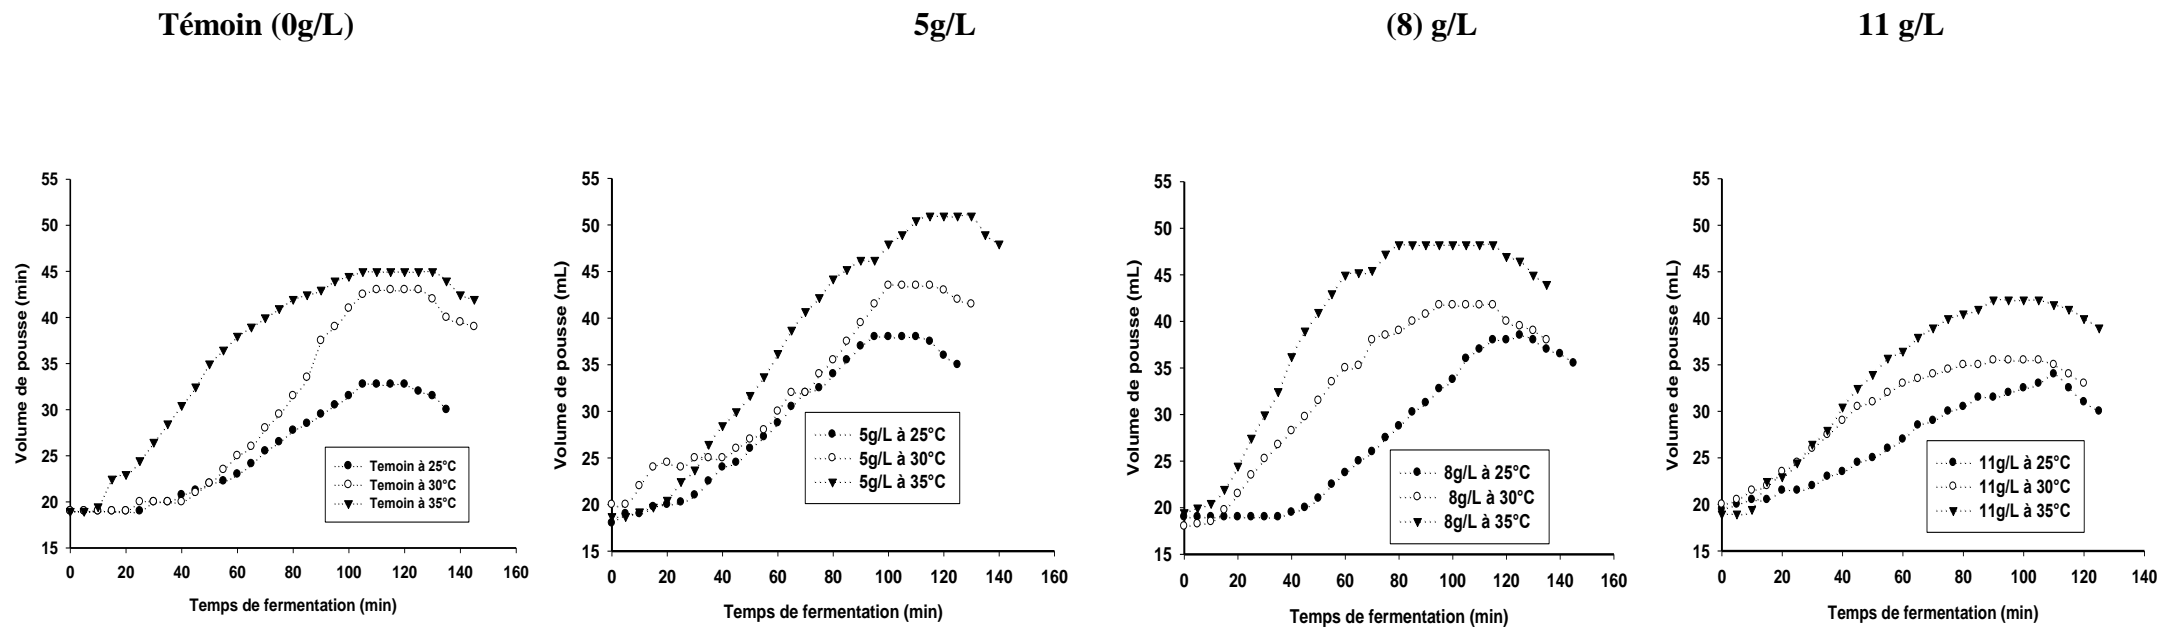 Témoin (0g/L)
5g/L
(8) g/L
11 g/L
Volume de pousse (min)
55
50
45
40
35
30
25
20
15
0
20
40
60
80
100
120
140
160
Temps de fermentation (min)
Temoin à 25°C
Temoin à 30°C
Temoin à 35°C
Volume de pousse (mL)
55
50
45
40
35
30
25
20
15
0
20
40
60
80
100
120
140
160
Temps de fermentation (min)
5g/L à 25°C
5g/L à 30°C
5g/L à 35°C
Volume de pousse (mL)
55
50
45
40
35
30
25
20
15
0
20
40
60
80
100
120
140
160
Temps de fermentation (min)
8g/L à 25°C
8g/L à 30°C
8g/L à 35°C
Volume de pousse (mL)
55
50
45
40
35
30
25
20
15
0
20
40
60
80
100
120
140
Temps de fermentation (min)
11g/L à 25°C
11g/L à 30°C
11g/L à 35°C